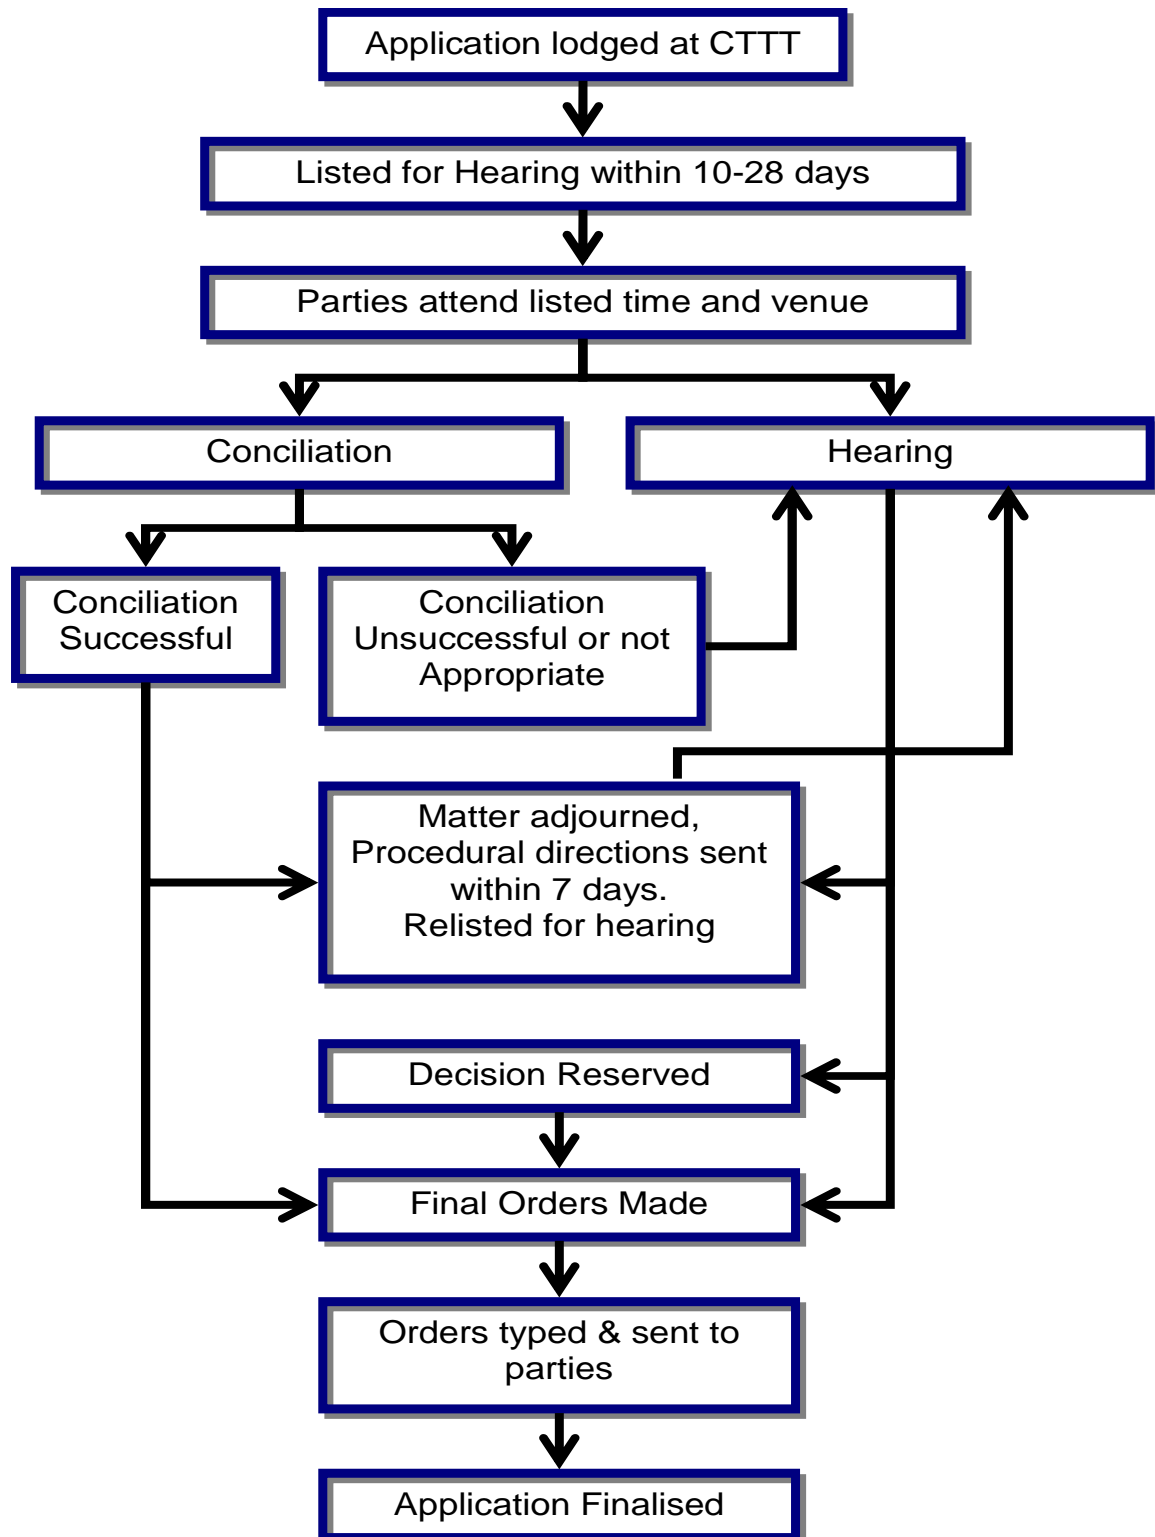 Application lodged at CTTT
Listed for Hearing within 10-28 days
Parties attend listed time and venue
Conciliation
Hearing
Conciliation
Successful
Conciliation
Unsuccessful or not
Appropriate
Matter adjourned,
Procedural directions sent
within 7 days.
Relisted for hearing
Decision Reserved
Final Orders Made
Orders typed & sent to
parties
Application Finalised